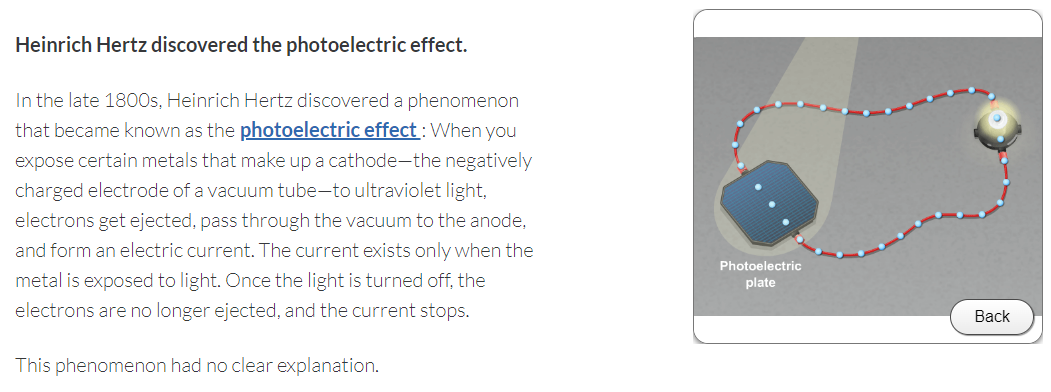 Heinrich Hertz discovered the photoelectric effect.
In the late 1800s, Heinrich Hertz discovered a phenomenon
that became known as the photoelectric effect : When you
expose certain metals that make up a cathode—the negatively
charged electrode of a vacuum tube—to ultraviolet light,
electrons get ejected, pass through the vacuum to the anode,
and form an electric current. The current exists only when the
metal is exposed to light. Once the light is turned off, the
electrons are no longer ejected, and the current stops.
This phenomenon had no clear explanation.
Photoelectric
plate
Back